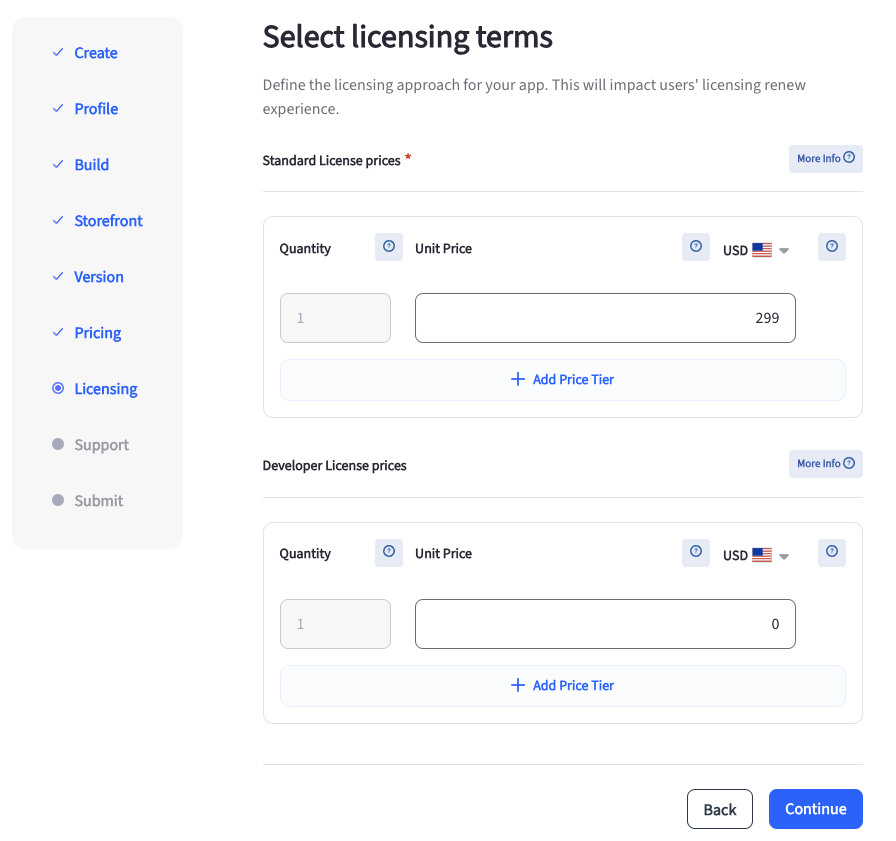 Create
Profile
Build
Storefront
Version
Pricing
Licensing
Support
Submit
Select licensing terms
Define the licensing approach for your app. This will impact users' licensing renew
experience.
Standard License prices *
More Info ?
Quantity ? Unit Price ? USD ?
1 299
+ Add Price Tier
Developer License prices
More Info ?
Quantity ? Unit Price ? USD ?
1 0
+ Add Price Tier
Back Continue